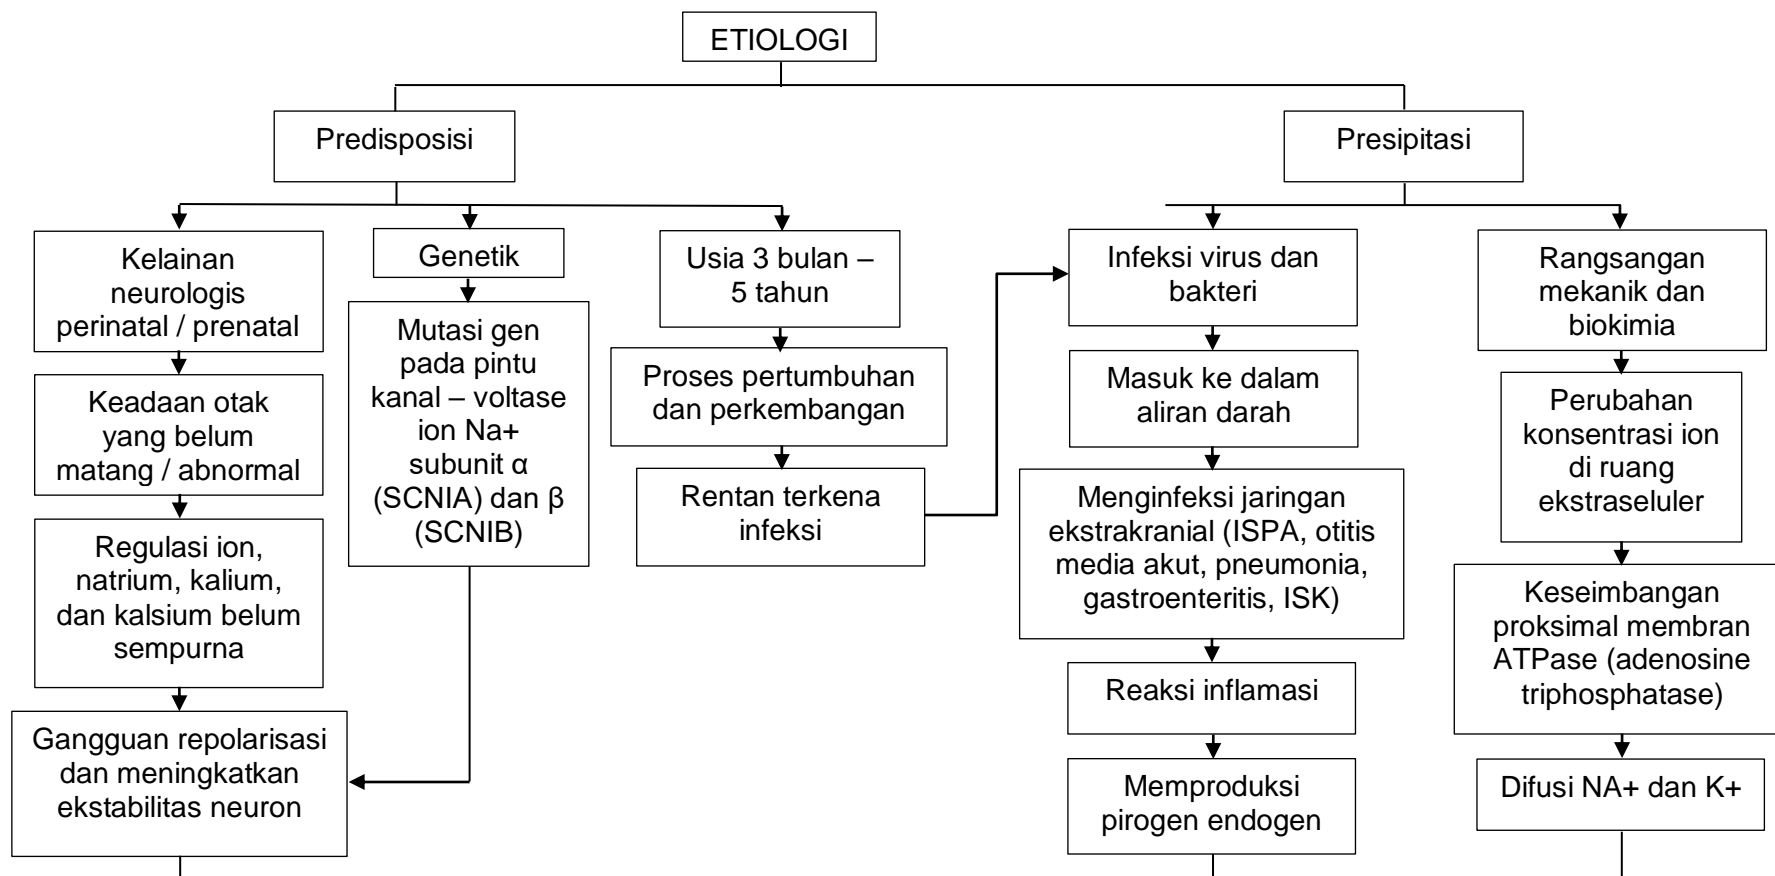 ETIOLOGI
Predisposisi
Presipitasi
Kelainan
neurologis
perinatal / prenatal
Genetik
Usia 3 bulan –
5 tahun
Infeksi virus dan
bakteri
Rangsangan
mekanik dan
biokimia
Keadaan otak
yang belum
matang / abnormal
Mutasi gen
pada pintu
kanal – voltase
ion Na+
subunit α
(SCNIA) dan β
(SCNIB)
Proses pertumbuhan
dan perkembangan
Masuk ke dalam
aliran darah
Perubahan
konsentrasi ion
di ruang
ekstraseluler
Regulasi ion,
natrium, kalium,
dan kalsium belum
sempurna
Rentan terkena
infeksi
Menginfeksi jaringan
ekstrakranial (ISPA, otitis
media akut, pneumonia,
gastroenteritis, ISK)
Keseimbangan
proksimal membran
ATPase (adenosine
triphosphatase)
Reaksi inflamasi
Gangguan repolarisasi
dan meningkatkan
ekstabilitas neuron
Memproduksi
pirogen endogen
Difusi NA+ dan K+